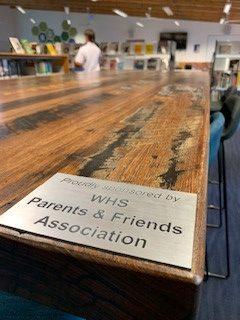 Proudly sponsored by
WHS
Parents & Friends
Association